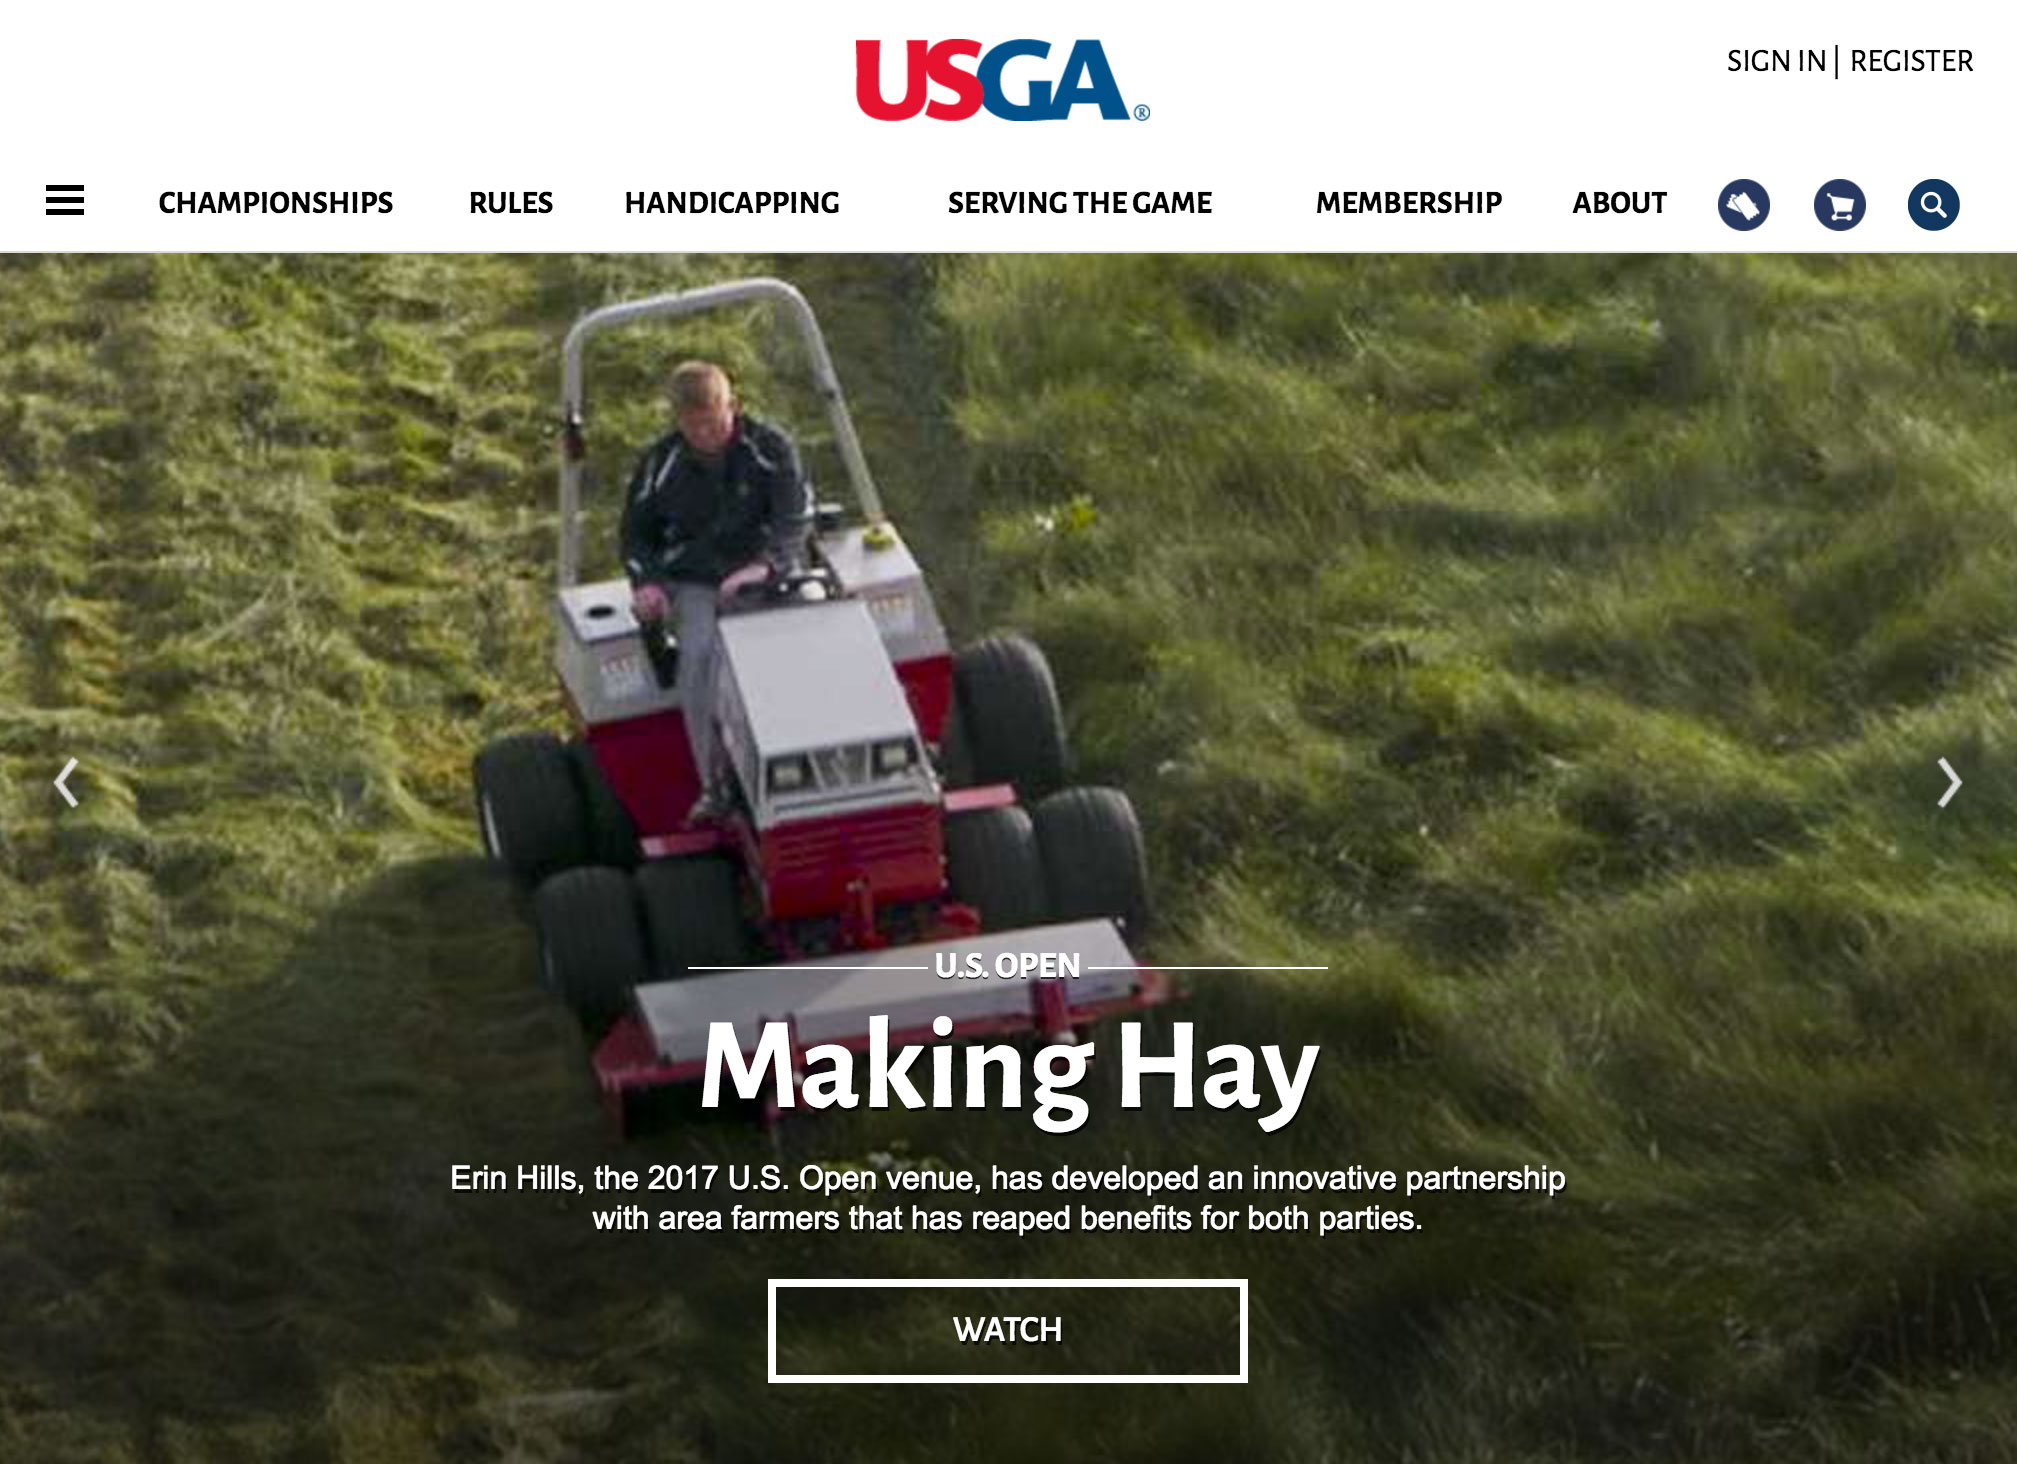 USGA®
SIGN IN | REGISTER
CHAMPIONSHIPS RULES HANDICAPPING SERVING THE GAME MEMBERSHIP ABOUT
U.S. OPEN
Making Hay
Erin Hills, the 2017 U.S. Open venue, has developed an innovative partnership
with area farmers that has reaped benefits for both parties.
WATCH